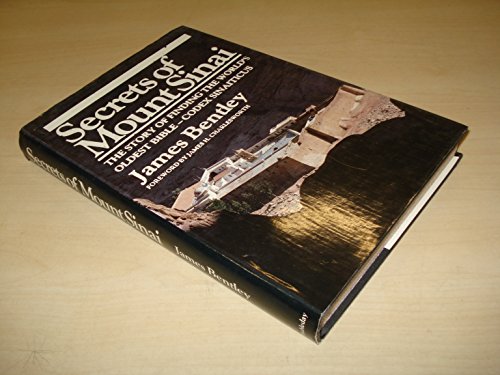 Secrets of
Mount Sinai
THE STORY OF FINDING THE WORLD'S
OLDEST BIBLE – CODEX SINAITICUS
James Bentley
FOREWORD BY JAMES H. CHARLESWORTH
Secrets of Mount Sinai James Bentley